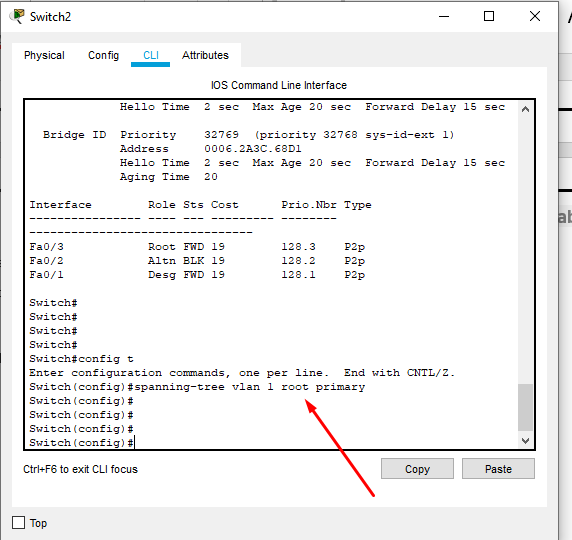 Switch2
Physical Config CLI Attributes
IOS Command Line Interface
Hello Time 2 sec Max Age 20 sec Forward Delay 15 sec
Bridge ID Priority 32769 (priority 32768 sys-id-ext 1)
Address 0006.2A3C.68D1
Hello Time 2 sec Max Age 20 sec Forward Delay 15 sec
Aging Time 20
Interface Role Sts Cost Prio.Nbr Type
---------------- ---- --- ---------- -------- --------------------------------
Fa0/3 Root FWD 19 128.3 P2p
Fa0/2 Altn BLK 19 128.2 P2p
Fa0/1 Desg FWD 19 128.1 P2p
Switch#
Switch#
Switch#
Switch#
Switch#config t
Enter configuration commands, one per line. End with CNTL/Z.
Switch(config)#spanning-tree vlan 1 root primary
Switch(config)#
Switch(config)#
Switch(config)#
Switch(config)#
Ctrl+F6 to exit CLI focus
Copy Paste
Top